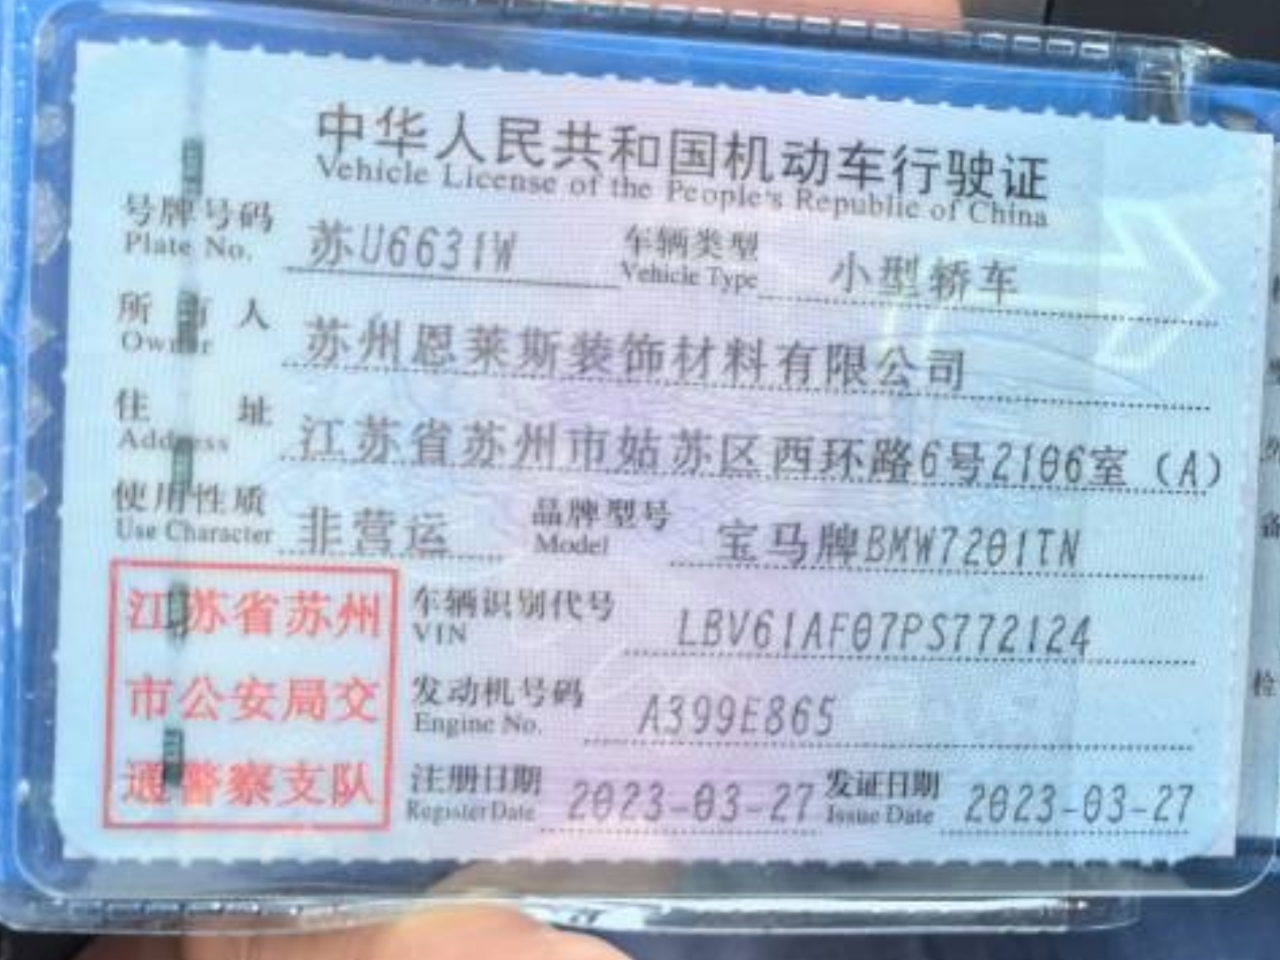 中华人民共和国机动车行驶证
Vehicle License of the People's Republic of China
号牌号码 苏U6631W 车辆类型 小型轿车
Plate No. Vehicle Type
所有人 苏州恩莱斯装饰材料有限公司
Owner
住址 江苏省苏州市姑苏区西环路6号2106室（A）
Address
使用性质 非营运 品牌型号 宝马牌BMW7201TN
Use Character Model
江苏省苏州
市公安局交
通警察支队
车辆识别代号 LBV61AF07PS772124
VIN
发动机号码 A399E865
Engine No.
注册日期 2023-03-27 发证日期 2023-03-27
Register Date Issue Date